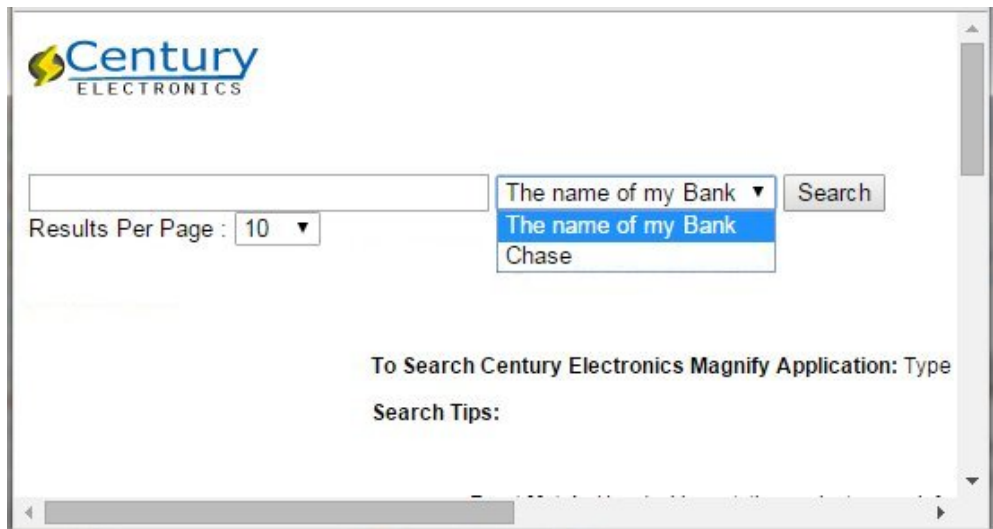 Century
ELECTRONICS
The name of my Bank
Search
Results Per Page : 10
The name of my Bank
Chase
To Search Century Electronics Magnify Application: Type
Search Tips: